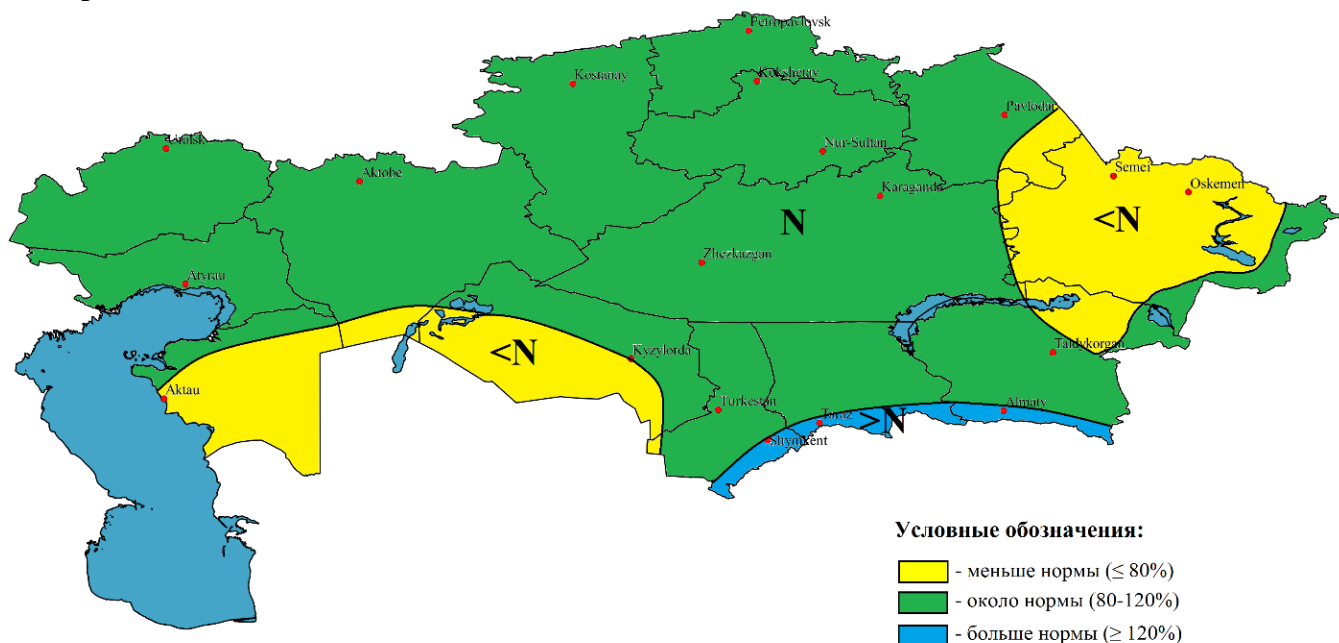 Petropavlovsk
Kostanay
Kokshetav
Pavlodar
Uralsk
Nur-Sultan
Aktobe
Semei
Karaganda
Oskemen
N
<N
Zhezkazgan
Atyrau
<N
Kyzylorda
Taldykorgan
Aktau
Turkestan
Almaty
Taraz
>N
Shymkent
Условные обозначения:
- меньше нормы (≤ 80%)
- около нормы (80-120%)
- больше нормы (≥ 120%)